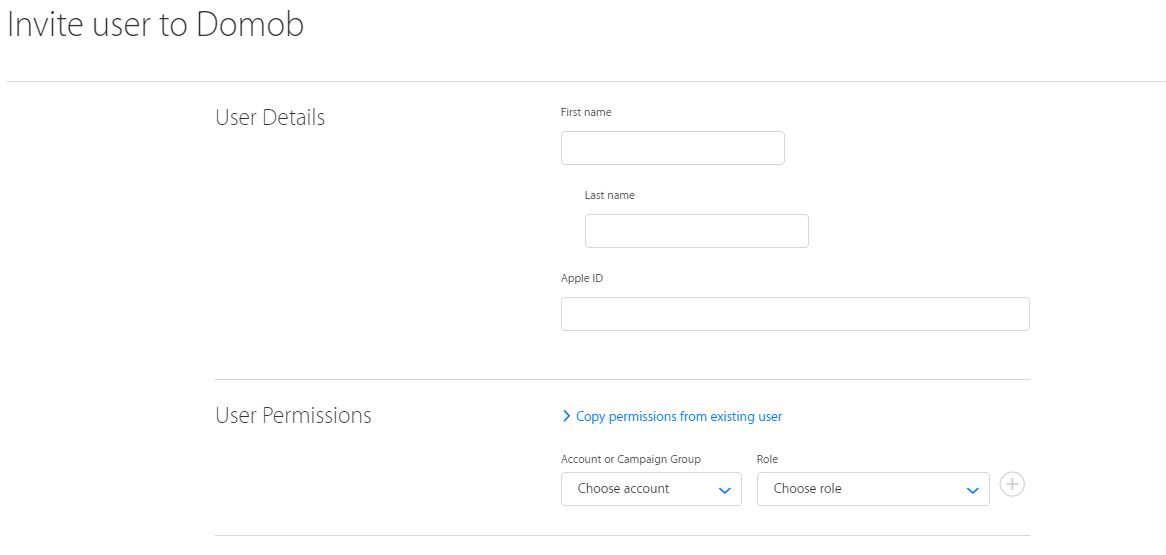 Invite user to Domob
User Details
First name
Last name
Apple ID
User Permissions
Copy permissions from existing user
Account or Campaign Group
Role
Choose account
Choose role